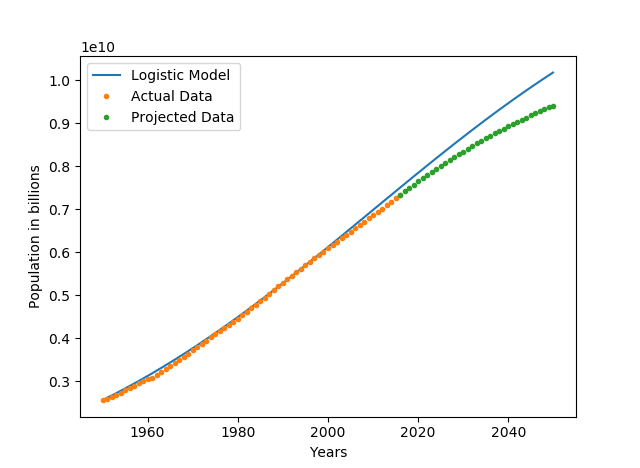 1e10
Logistic Model
Actual Data
Projected Data
1.0
0.9
0.8
0.7
0.6
0.5
0.4
0.3
Population in billions
1960
1980
2000
2020
2040
Years